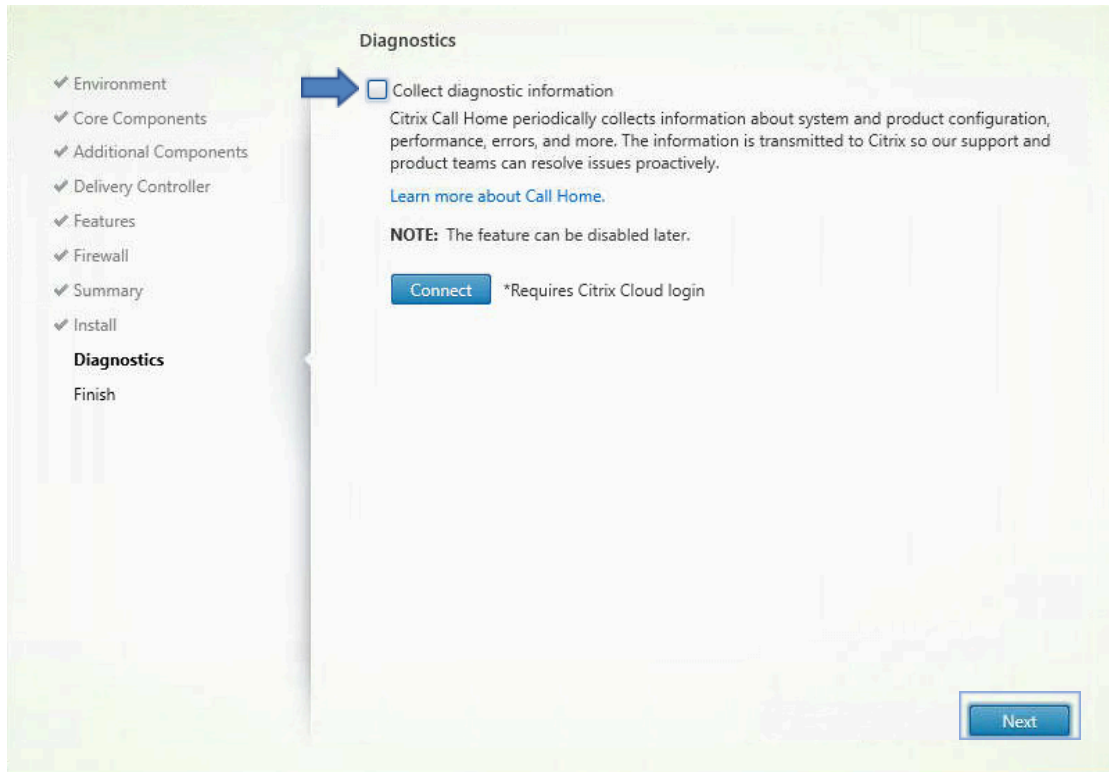 Diagnostics
Environment
Core Components
Additional Components
Delivery Controller
Features
Firewall
Summary
Install
Diagnostics
Finish
Collect diagnostic information
Citrix Call Home periodically collects information about system and product configuration,
performance, errors, and more. The information is transmitted to Citrix so our support and
product teams can resolve issues proactively.
Learn more about Call Home.
NOTE: The feature can be disabled later.
Connect *Requires Citrix Cloud login
Next